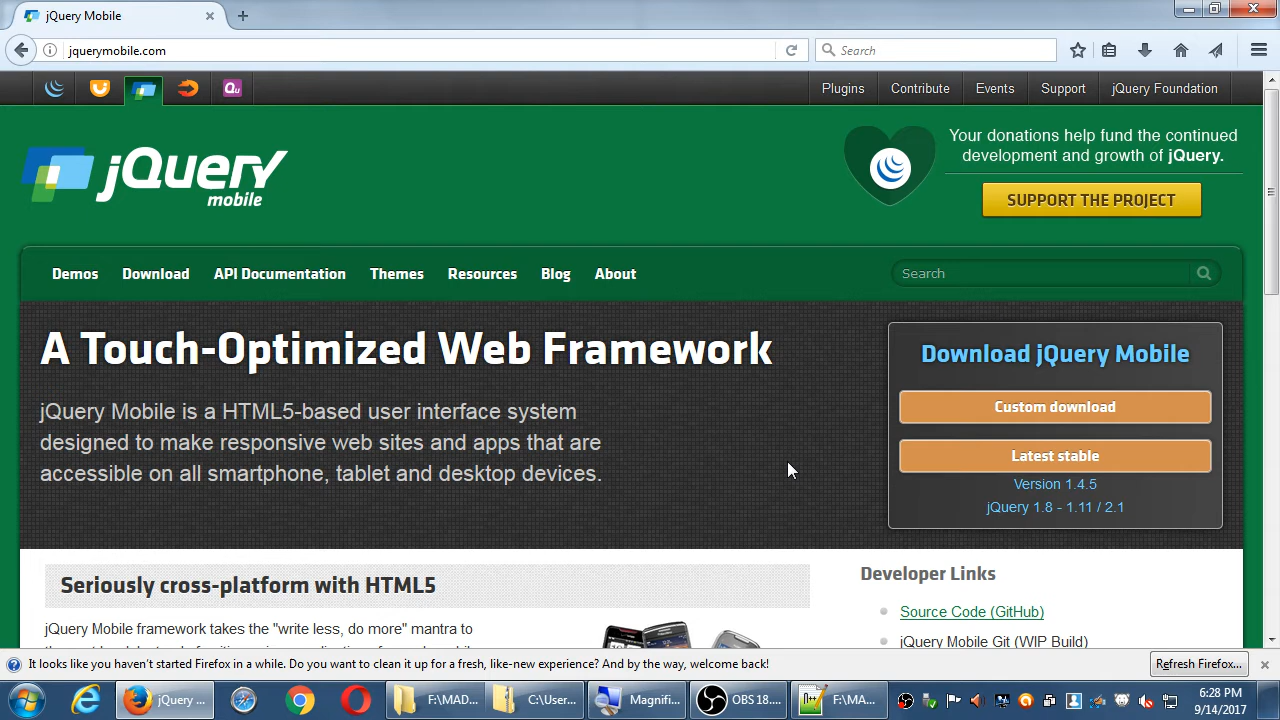 jQuery Mobile
jquerymobile.com
Search
Qu
Plugins
Contribute
Events
Support
jQuery Foundation
jQuery
mobile
Your donations help fund the continued
development and growth of jQuery.
SUPPORT THE PROJECT
Demos
Download
API Documentation
Themes
Resources
Blog
About
Search
A Touch-Optimized Web Framework
jQuery Mobile is a HTML5-based user interface system
designed to make responsive web sites and apps that are
accessible on all smartphone, tablet and desktop devices.
Download jQuery Mobile
Custom download
Latest stable
Version 1.4.5
jQuery 1.8 - 1.11 / 2.1
Seriously cross-platform with HTML5
jQuery Mobile framework takes the "write less, do more" mantra to
Developer Links
Source Code (GitHub)
jQuery Mobile Git (WIP Build)
It looks like you haven't started Firefox in a while. Do you want to clean it up for a fresh, like-new experience? And by the way, welcome back!
Refresh Firefox...
jQuery ...
F:\MAD...
C:\User...
Magnifi...
OBS 18....
F:\MA...
6:28 PM
9/14/2017